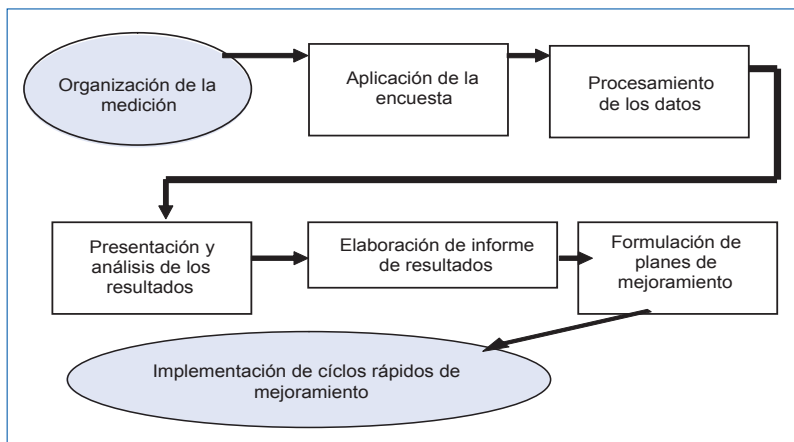 Organización de la
medición
Aplicación de la
encuesta
Procesamiento
de los datos
Presentación y
análisis de los
resultados
Elaboración de informe
de resultados
Formulación de
planes de
mejoramiento
Implementación de cíclos rápidos de
mejoramiento